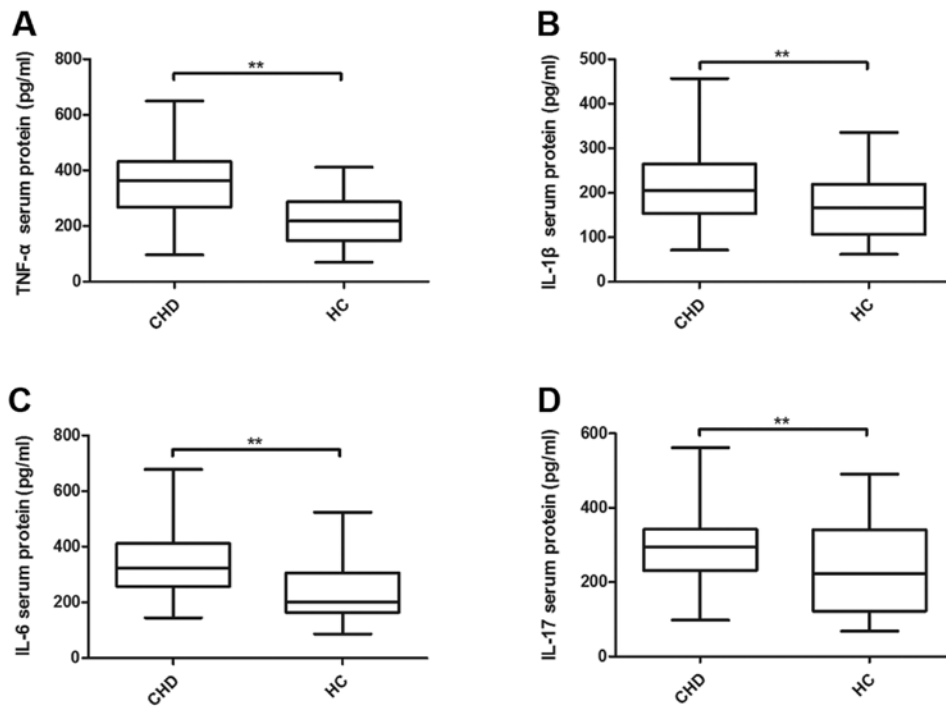 A
TNF-α serum protein (pg/ml)
800
600
400
200
0
**
CHD
HC
B
IL-1β serum protein (pg/ml)
500
400
300
200
100
0
**
CHD
HC
C
IL-6 serum protein (pg/ml)
800
600
400
200
0
**
CHD
HC
D
IL-17 serum protein (pg/ml)
600
400
200
0
**
CHD
HC